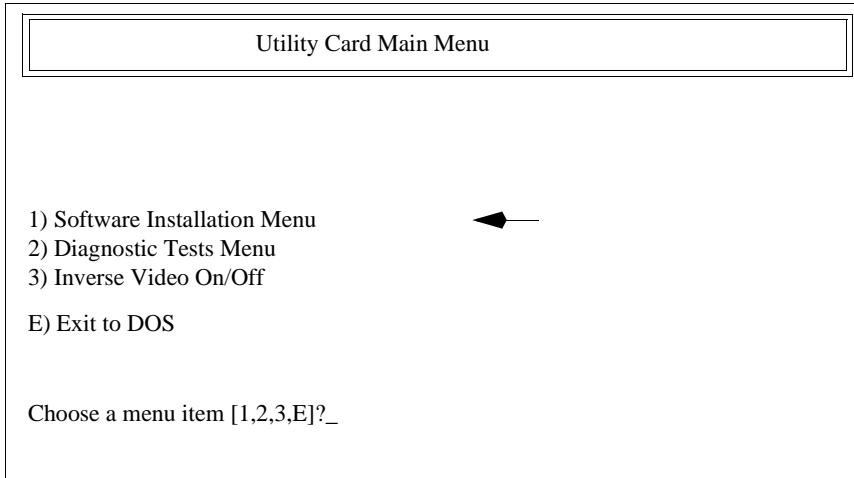 Utility Card Main Menu
1) Software Installation Menu
2) Diagnostic Tests Menu
3) Inverse Video On/Off
E) Exit to DOS
Choose a menu item [1,2,3,E]?_